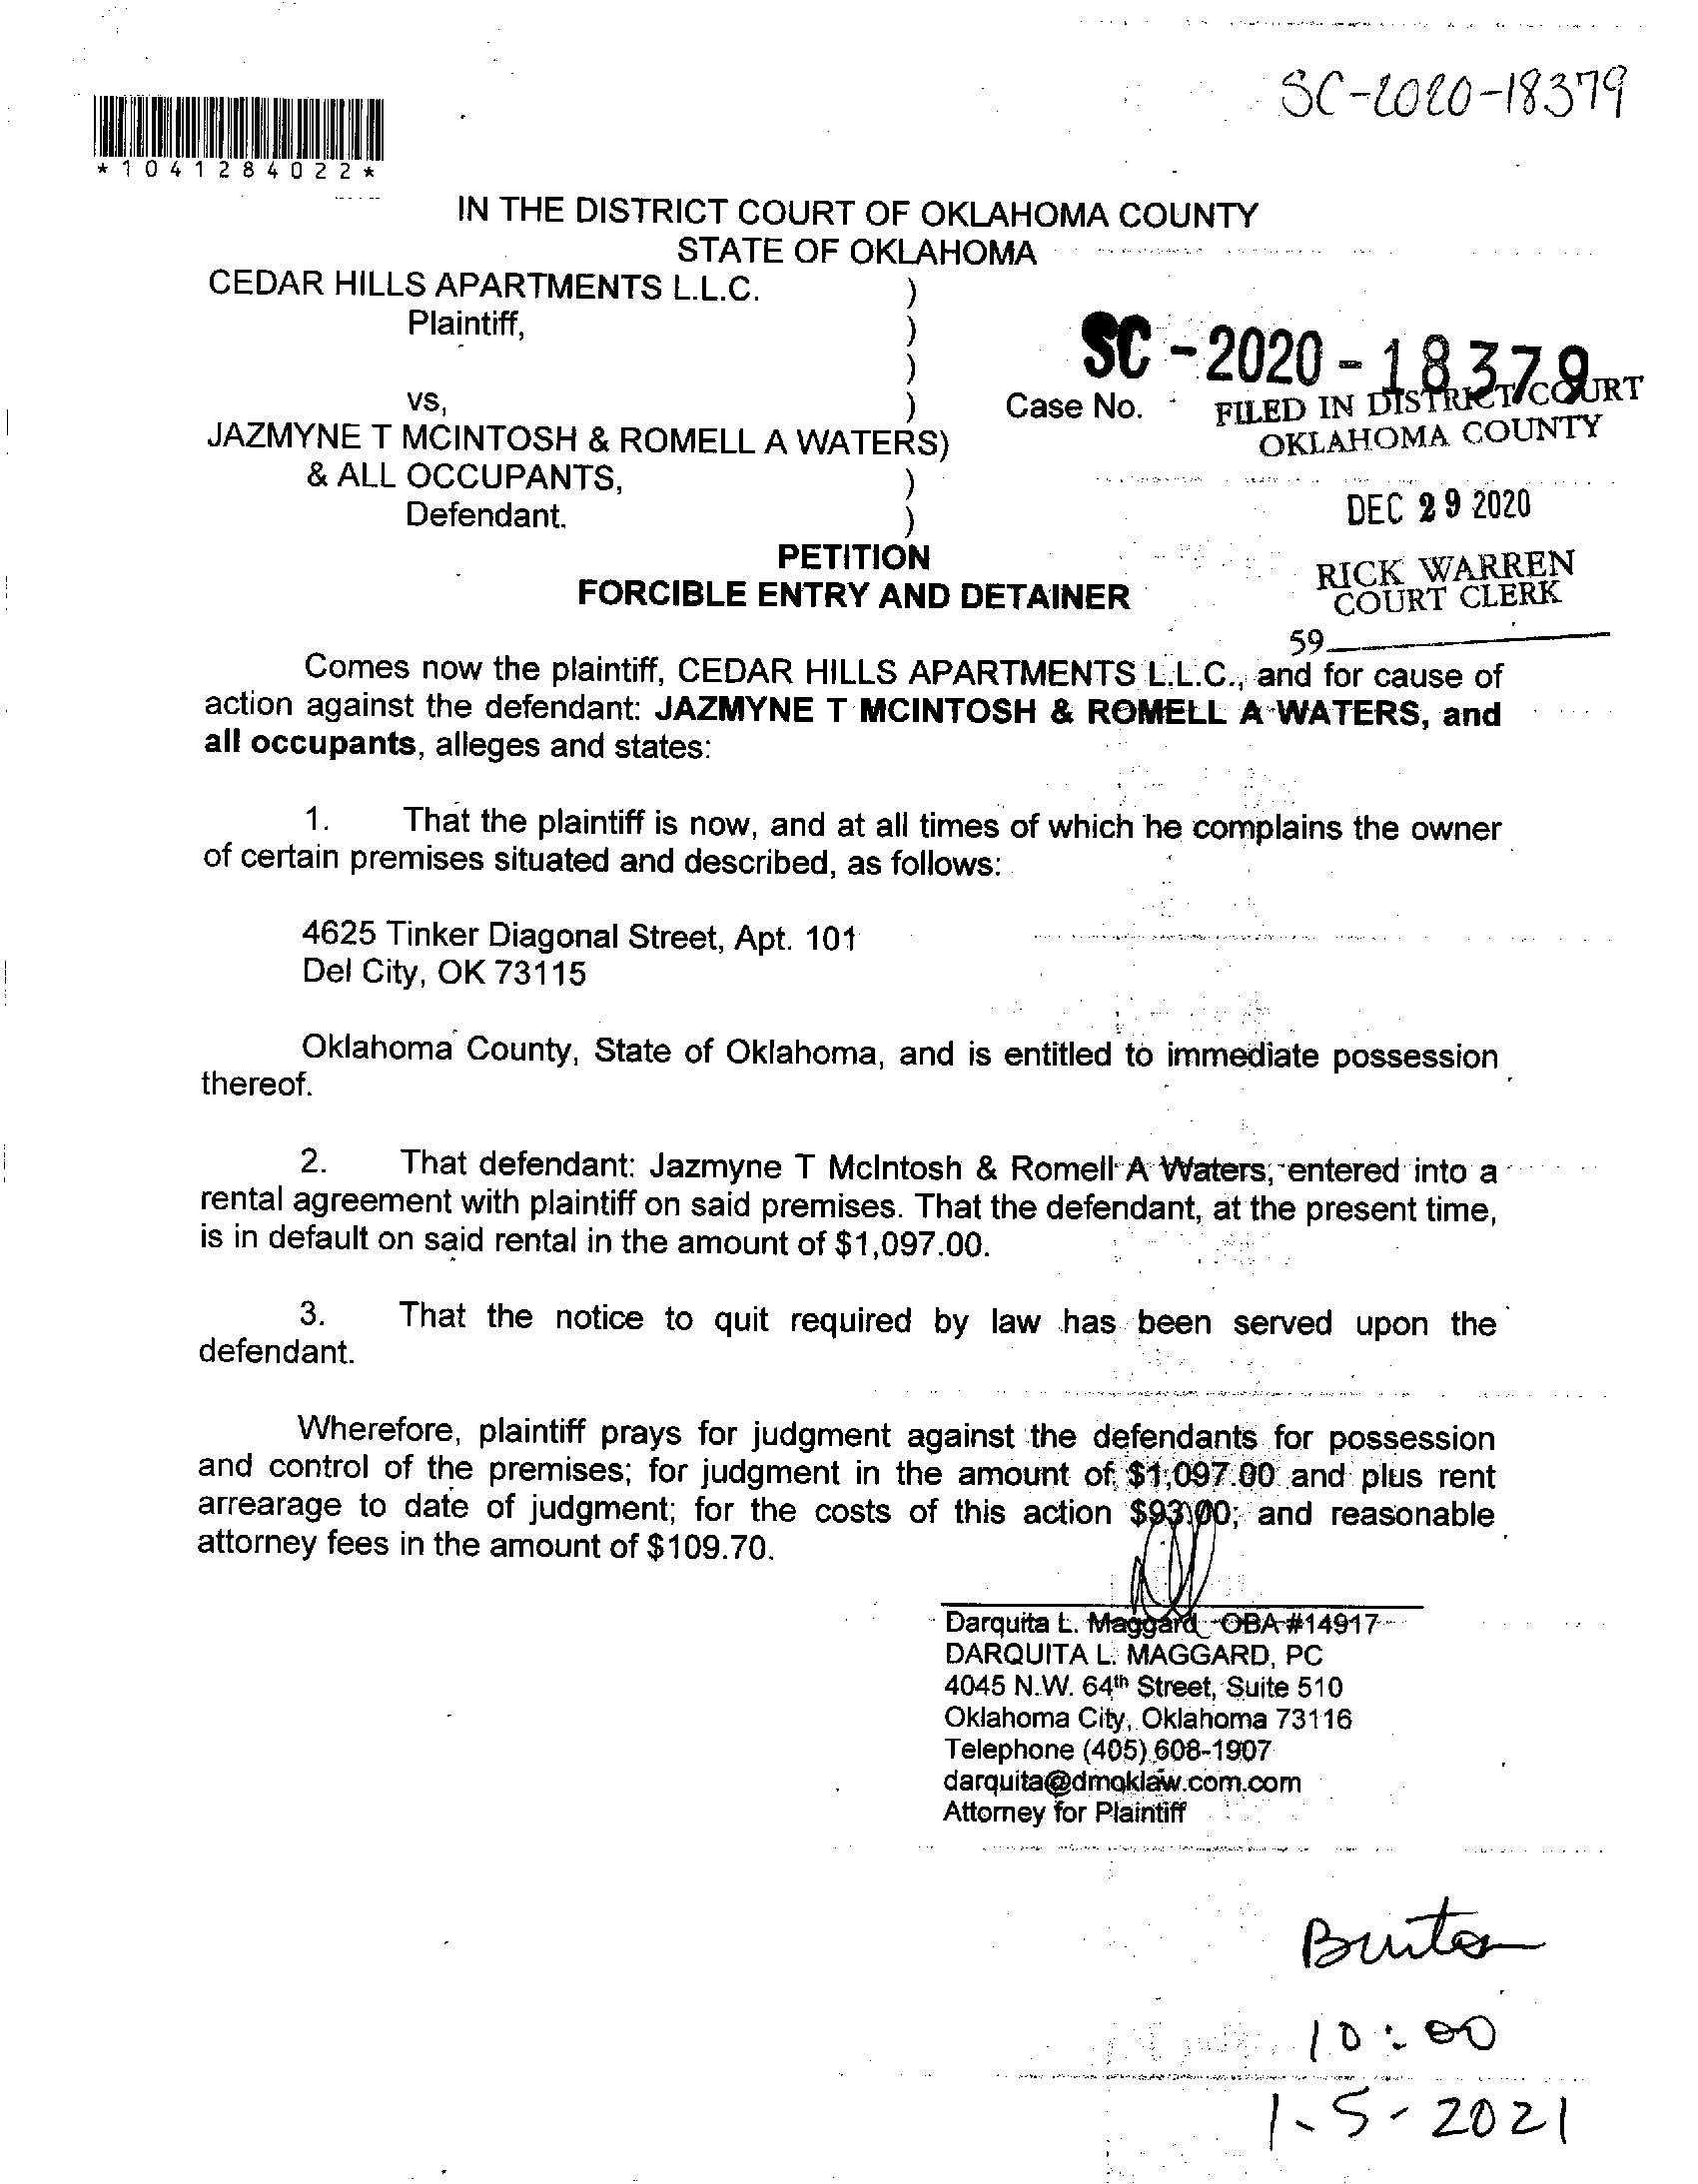 SC-2020-18379
*1041284022*
IN THE DISTRICT COURT OF OKLAHOMA COUNTY
STATE OF OKLAHOMA
CEDAR HILLS APARTMENTS L.L.C. )
Plaintiff, )
)
SC-2020-18379
vs, ) Case No.
FILED IN DISTRICT COURT
OKLAHOMA COUNTY
JAZMYNE T MCINTOSH & ROMELL A WATERS)
& ALL OCCUPANTS, )
Defendant. )
DEC 29 2020
PETITION
FORCIBLE ENTRY AND DETAINER
RICK WARREN
COURT CLERK
59
Comes now the plaintiff, CEDAR HILLS APARTMENTS L.L.C., and for cause of
action against the defendant: JAZMYNE T MCINTOSH & ROMELL A WATERS, and
all occupants, alleges and states:
1. That the plaintiff is now, and at all times of which he complains the owner
of certain premises situated and described, as follows:
4625 Tinker Diagonal Street, Apt. 101
Del City, OK 73115
Oklahoma County, State of Oklahoma, and is entitled to immediate possession
thereof.
2. That defendant: Jazmyne T McIntosh & Romell A Waters, entered into a
rental agreement with plaintiff on said premises. That the defendant, at the present time,
is in default on said rental in the amount of $1,097.00.
3. That the notice to quit required by law has been served upon the
defendant.
Wherefore, plaintiff prays for judgment against the defendants for possession
and control of the premises; for judgment in the amount of $1,097.00 and plus rent
arrearage to date of judgment; for the costs of this action $93.00; and reasonable
attorney fees in the amount of $109.70.
Darquita L. Maggard OBA #14917
DARQUITA L. MAGGARD, PC
4045 N.W. 64th Street, Suite 510
Oklahoma City, Oklahoma 73116
Telephone (405) 608-1907
darquita@dmoklaw.com.com
Attorney for Plaintiff
10:00
1-5-2021